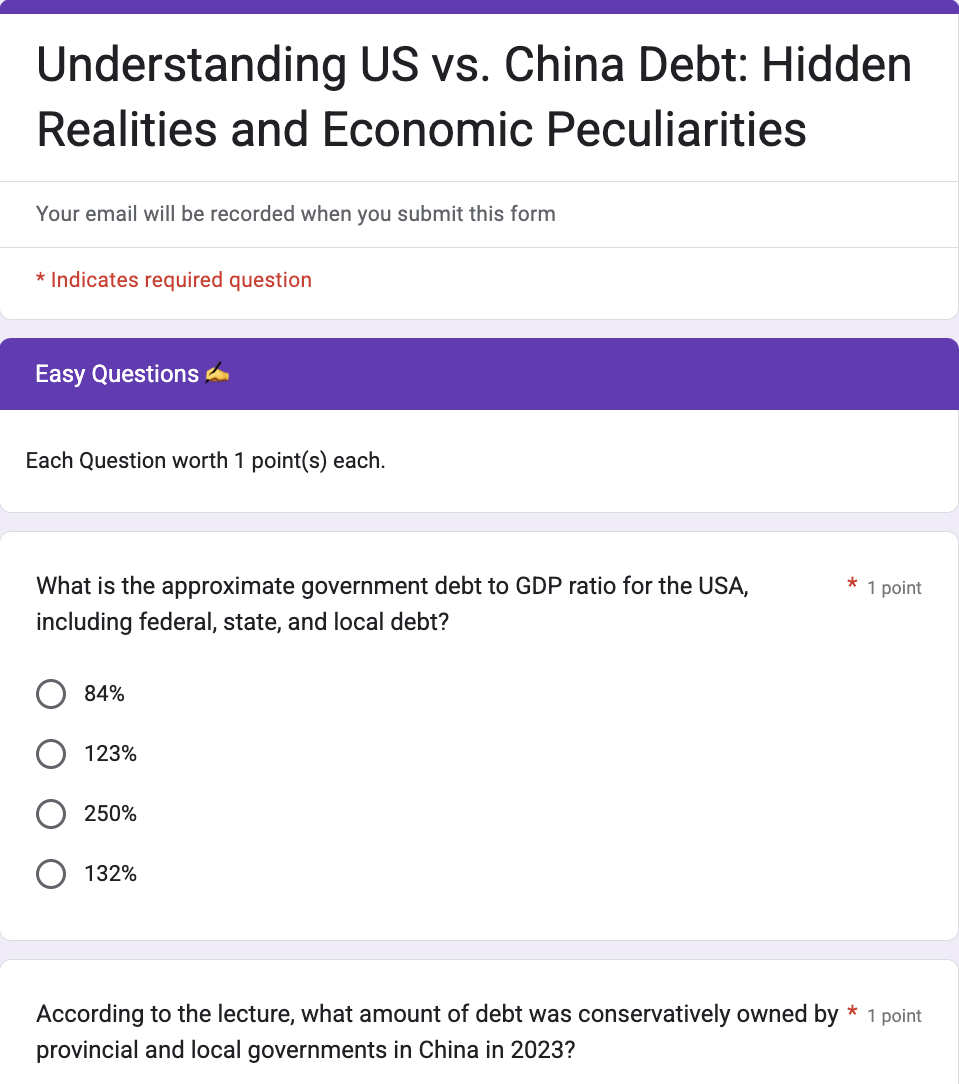 Understanding US vs. China Debt: Hidden
Realities and Economic Peculiarities
Your email will be recorded when you submit this form
* Indicates required question
Easy Questions ✍️
Each Question worth 1 point(s) each.
What is the approximate government debt to GDP ratio for the USA, * 1 point
including federal, state, and local debt?
84%
123%
250%
132%
According to the lecture, what amount of debt was conservatively owned by * 1 point
provincial and local governments in China in 2023?